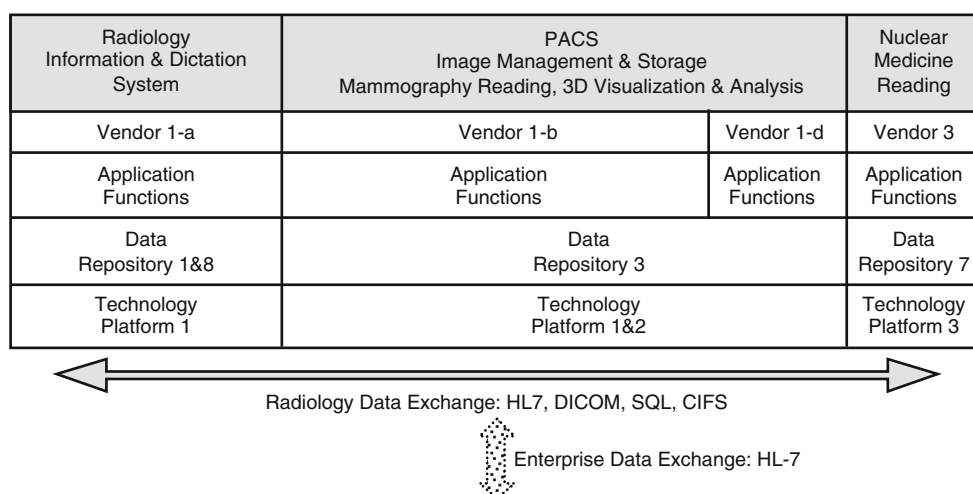 Radiology
Information & Dictation
System
PACS
Image Management & Storage
Mammography Reading, 3D Visualization & Analysis
Nuclear
Medicine
Reading
Vendor 1-a
Vendor 1-b
Vendor 1-d
Vendor 3
Application
Functions
Application
Functions
Application
Functions
Application
Functions
Data
Repository 1&8
Data
Repository 3
Data
Repository 7
Technology
Platform 1
Technology
Platform 1&2
Technology
Platform 3
Radiology Data Exchange: HL7, DICOM, SQL, CIFS
Enterprise Data Exchange: HL-7